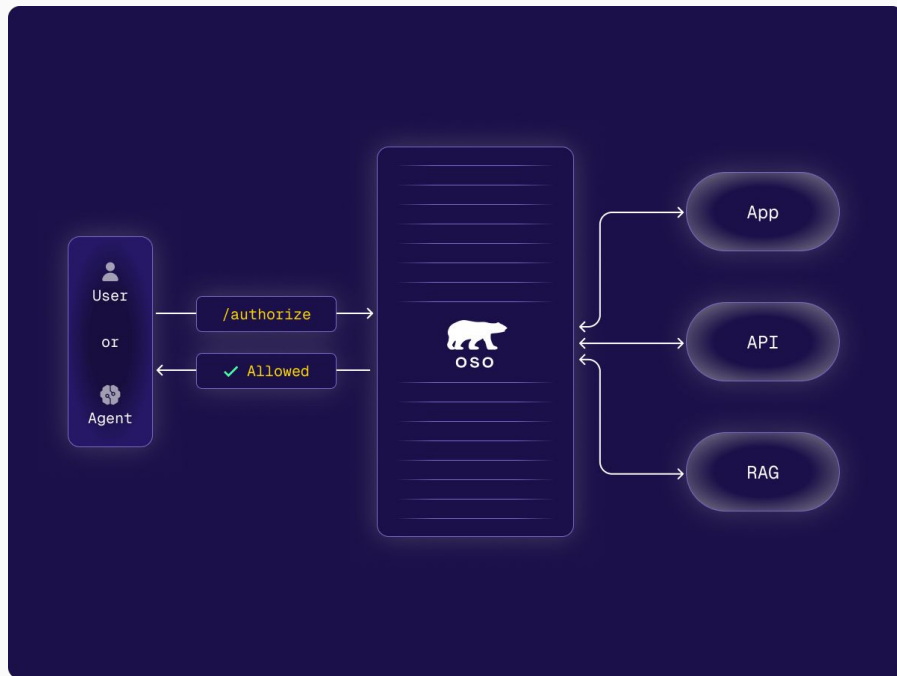 User
or
Agent
/authorize
✓ Allowed
OSO
App
API
RAG